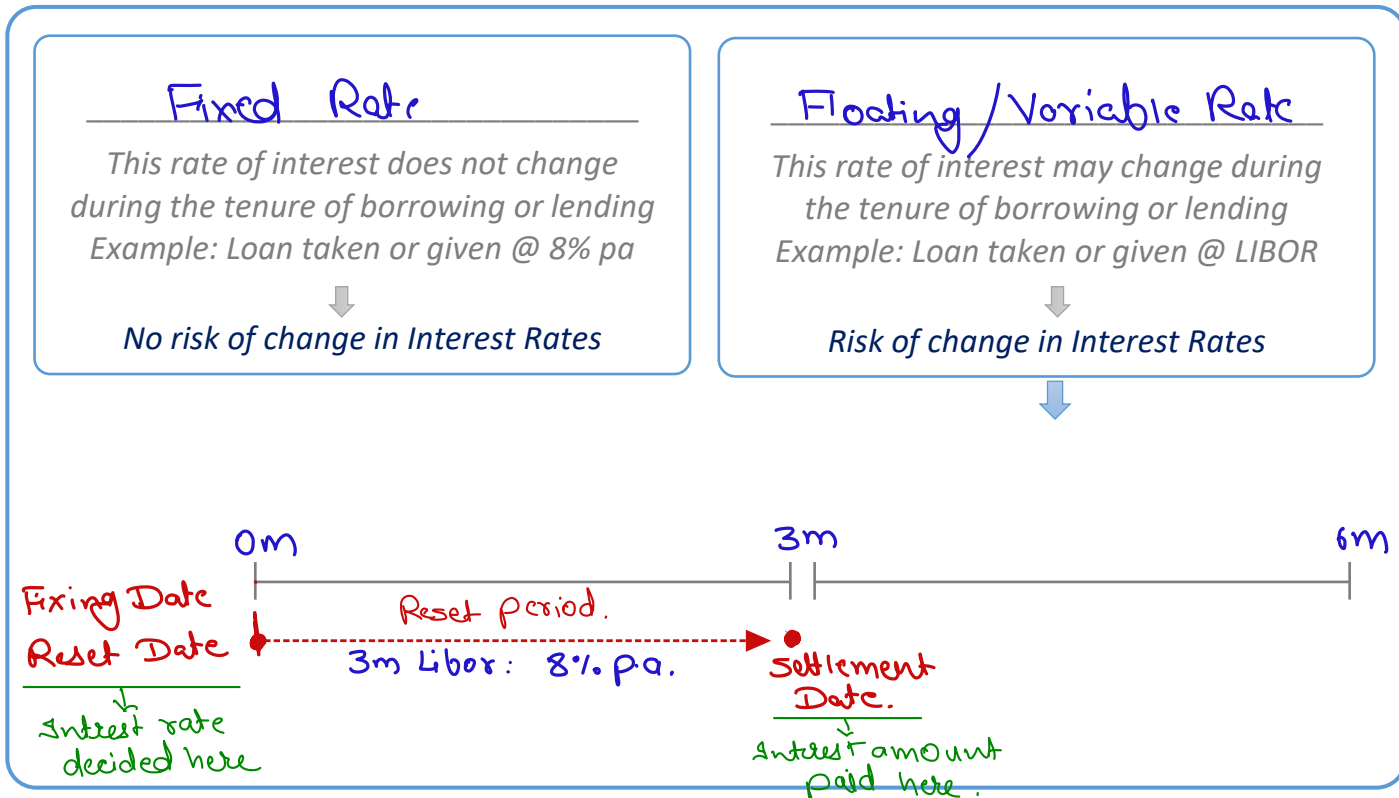 Fixed Rate
This rate of interest does not change
during the tenure of borrowing or lending
Example: Loan taken or given @ 8% pa
No risk of change in Interest Rates
Floating / Variable Rate
This rate of interest may change during
the tenure of borrowing or lending
Example: Loan taken or given @ LIBOR
Risk of change in Interest Rates
0m
3m
6m
Fixing Date
Reset Date
Intrest rate
decided here
Reset period.
3m Libor: 8% p.a.
Settlement
Date.
Interest amount
paid here.